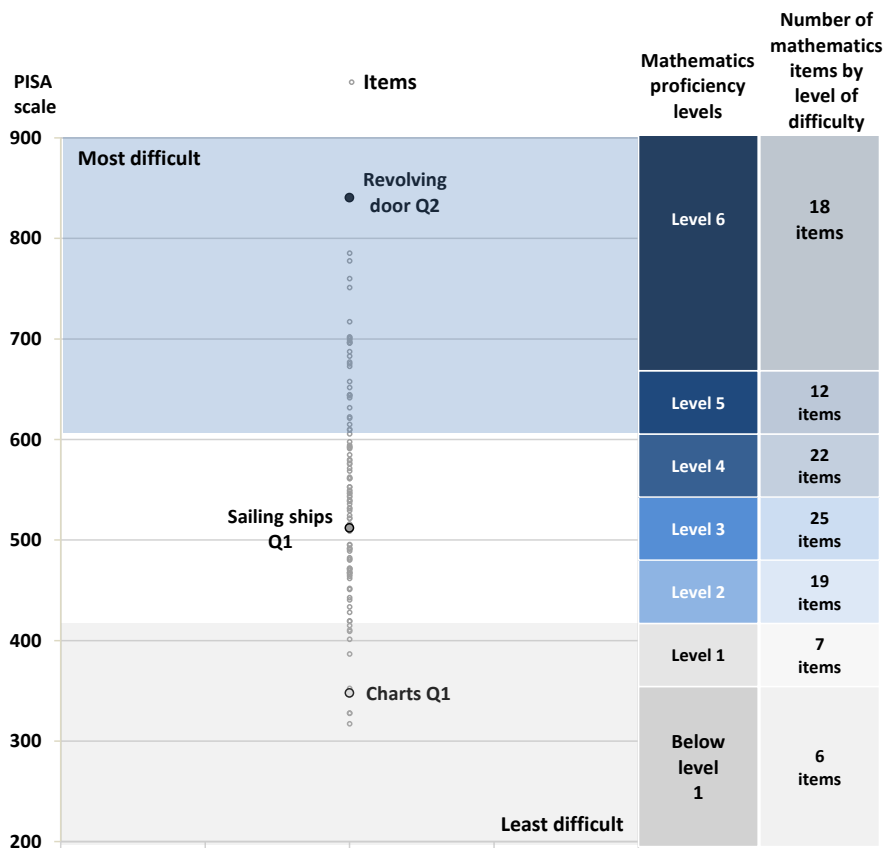 Number of
mathematics
items by
level of
difficulty
Mathematics
proficiency
levels
PISA
scale
Items
900
800
700
600
500
400
300
200
Most difficult
Revolving
door Q2
Sailing ships
Q1
Charts Q1
Least difficult
Level 6
18
items
Level 5
12
items
Level 4
22
items
Level 3
25
items
Level 2
19
items
Level 1
7
items
Below
level
1
6
items